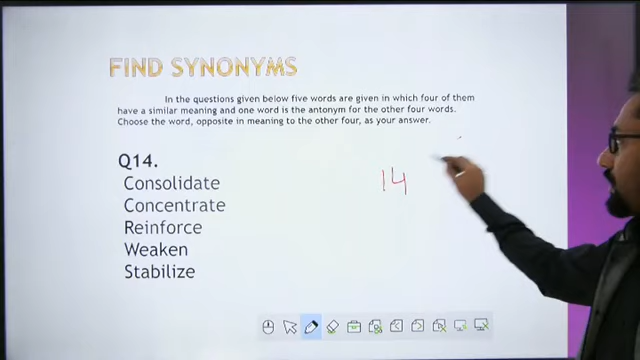 FIND SYNONYMS
In the questions given below five words are given in which four of them
have a similar meaning and one word is the antonym for the other four words.
Choose the word, opposite in meaning to the other four, as your answer.
Q14.
Consolidate
Concentrate
Reinforce
Weaken
Stabilize
14